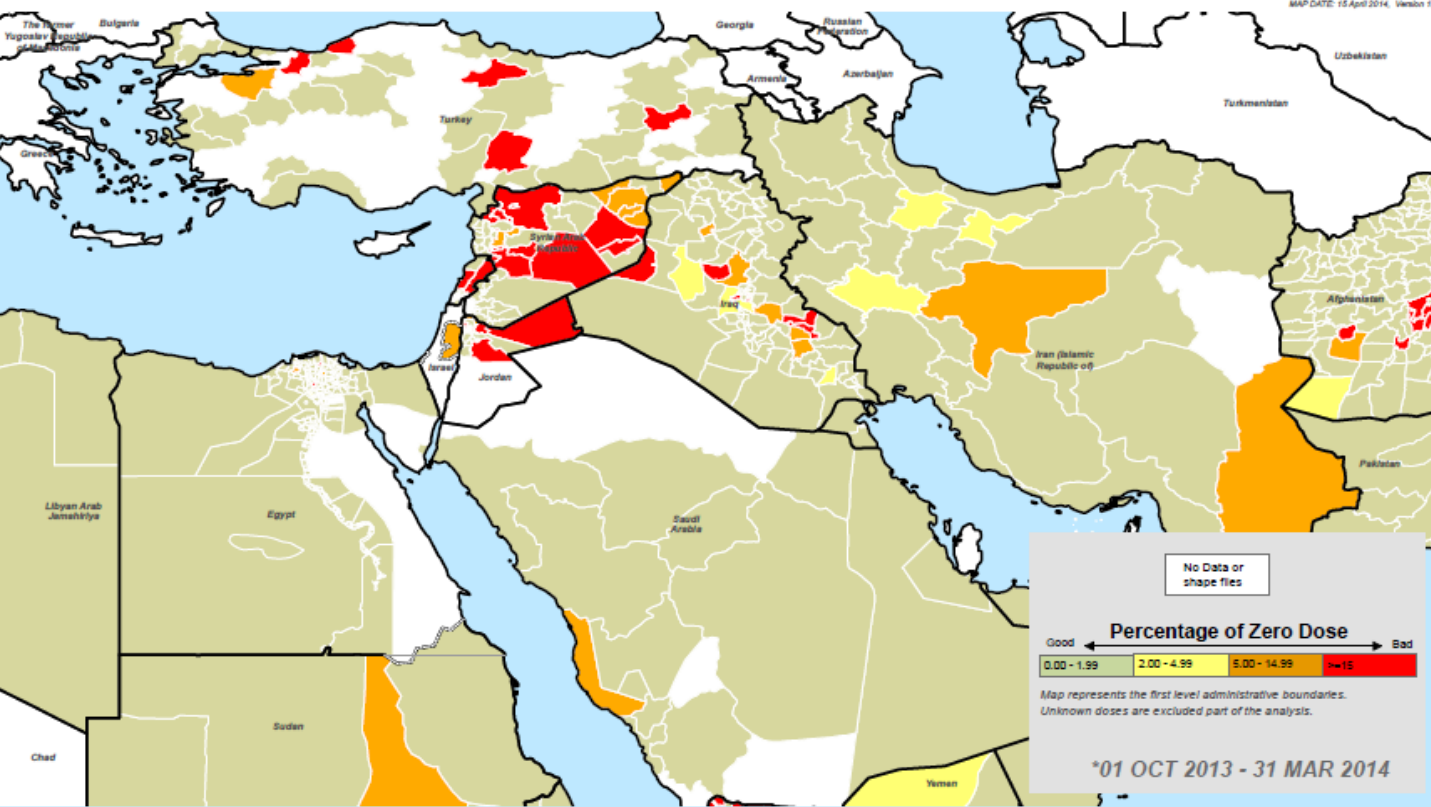 MAP DATE: 15 April 2014, Version 1
The former
Yugoslav Republic
of Macedonia
Bulgaria
Georgia
Russian
Federation
Uzbekistan
Armenia
Azerbaijan
Turkmenistan
Turkey
Greece
Syrian Arab
Republic
Iraq
Afghanistan
Iran (Islamic
Republic of)
Israel
Jordan
Pakistan
Libyan Arab
Jamahiriya
Egypt
Saudi
Arabia
No Data or
shape files
Percentage of Zero Dose
Good
Bad
0.00 - 1.99
2.00 - 4.99
5.00 - 14.99
>=15
Map represents the first level administrative boundaries.
Unknown doses are excluded part of the analysis.
Sudan
Chad
Yemen
*01 OCT 2013 - 31 MAR 2014